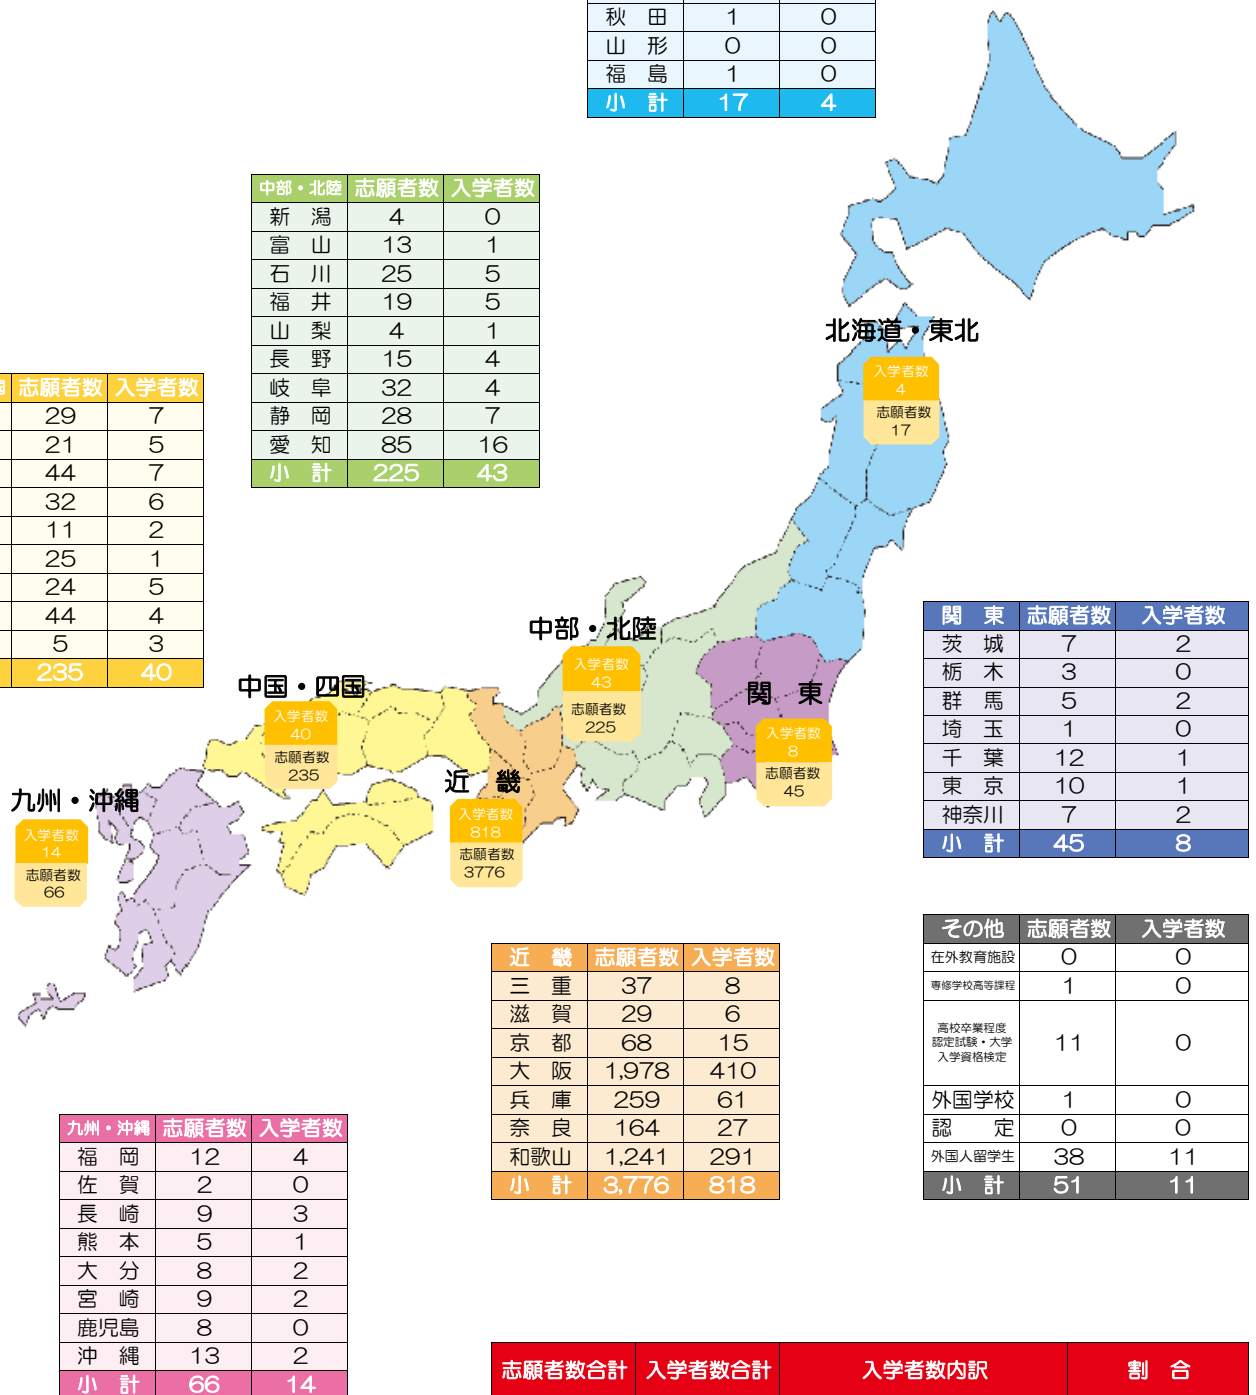 秋　田 1 0
山　形 0 0
福　島 1 0
小　計 17 4
中部・北陸 志願者数 入学者数
新　潟 4 0
富　山 13 1
石　川 25 5
福　井 19 5
山　梨 4 1
長　野 15 4
岐　阜 32 4
静　岡 28 7
愛　知 85 16
小　計 225 43
志願者数 入学者数
29 7
21 5
44 7
32 6
11 2
25 1
24 5
44 4
5 3
235 40
北海道・東北
入学者数
4
志願者数
17
中部・北陸
入学者数
43
志願者数
225
中国・四国
入学者数
40
志願者数
235
関　東
入学者数
8
志願者数
45
近　畿
入学者数
818
志願者数
3776
九州・沖縄
入学者数
14
志願者数
66
関　東 志願者数 入学者数
茨　城 7 2
栃　木 3 0
群　馬 5 2
埼　玉 1 0
千　葉 12 1
東　京 10 1
神奈川 7 2
小　計 45 8
その他 志願者数 入学者数
在外教育施設 0 0
専修学校高等課程 1 0
高校卒業程度
認定試験・大学
入学資格検定 11 0
外国学校 1 0
認　　定 0 0
外国人留学生 38 11
小　計 51 11
近　畿 志願者数 入学者数
三　重 37 8
滋　賀 29 6
京　都 68 15
大　阪 1,978 410
兵　庫 259 61
奈　良 164 27
和歌山 1,241 291
小　計 3,776 818
九州・沖縄 志願者数 入学者数
福　岡 12 4
佐　賀 2 0
長　崎 9 3
熊　本 5 1
大　分 8 2
宮　崎 9 2
鹿児島 8 0
沖　縄 13 2
小　計 66 14
志願者数合計 入学者数合計 入学者数内訳 割　合